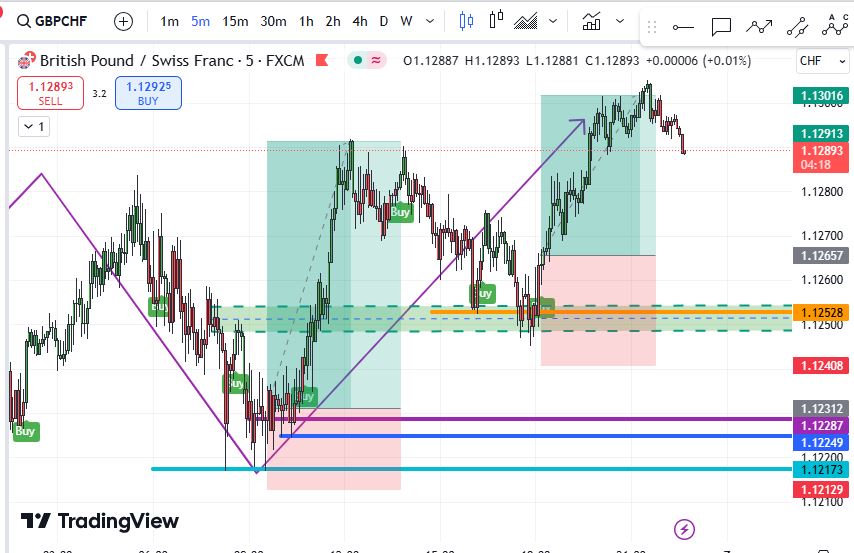 GBPCHF 1m 5m 15m 30m 1h 2h 4h D W
A C
British Pound / Swiss Franc · 5 · FXCM O1.12887 H1.12893 L1.12881 C1.12893 +0.00006 (+0.01%) CHF
1.12893 SELL 3.2 1.12925 BUY
1
1.13016
1.12913
1.12893
04:18
1.12800
1.12700
1.12657
1.12600
1.12528
1.12500
1.12408
1.12312
1.12287
1.12249
1.12200
1.12173
1.12129
1.12100
Buy
Buy
Buy
Buy
TradingView